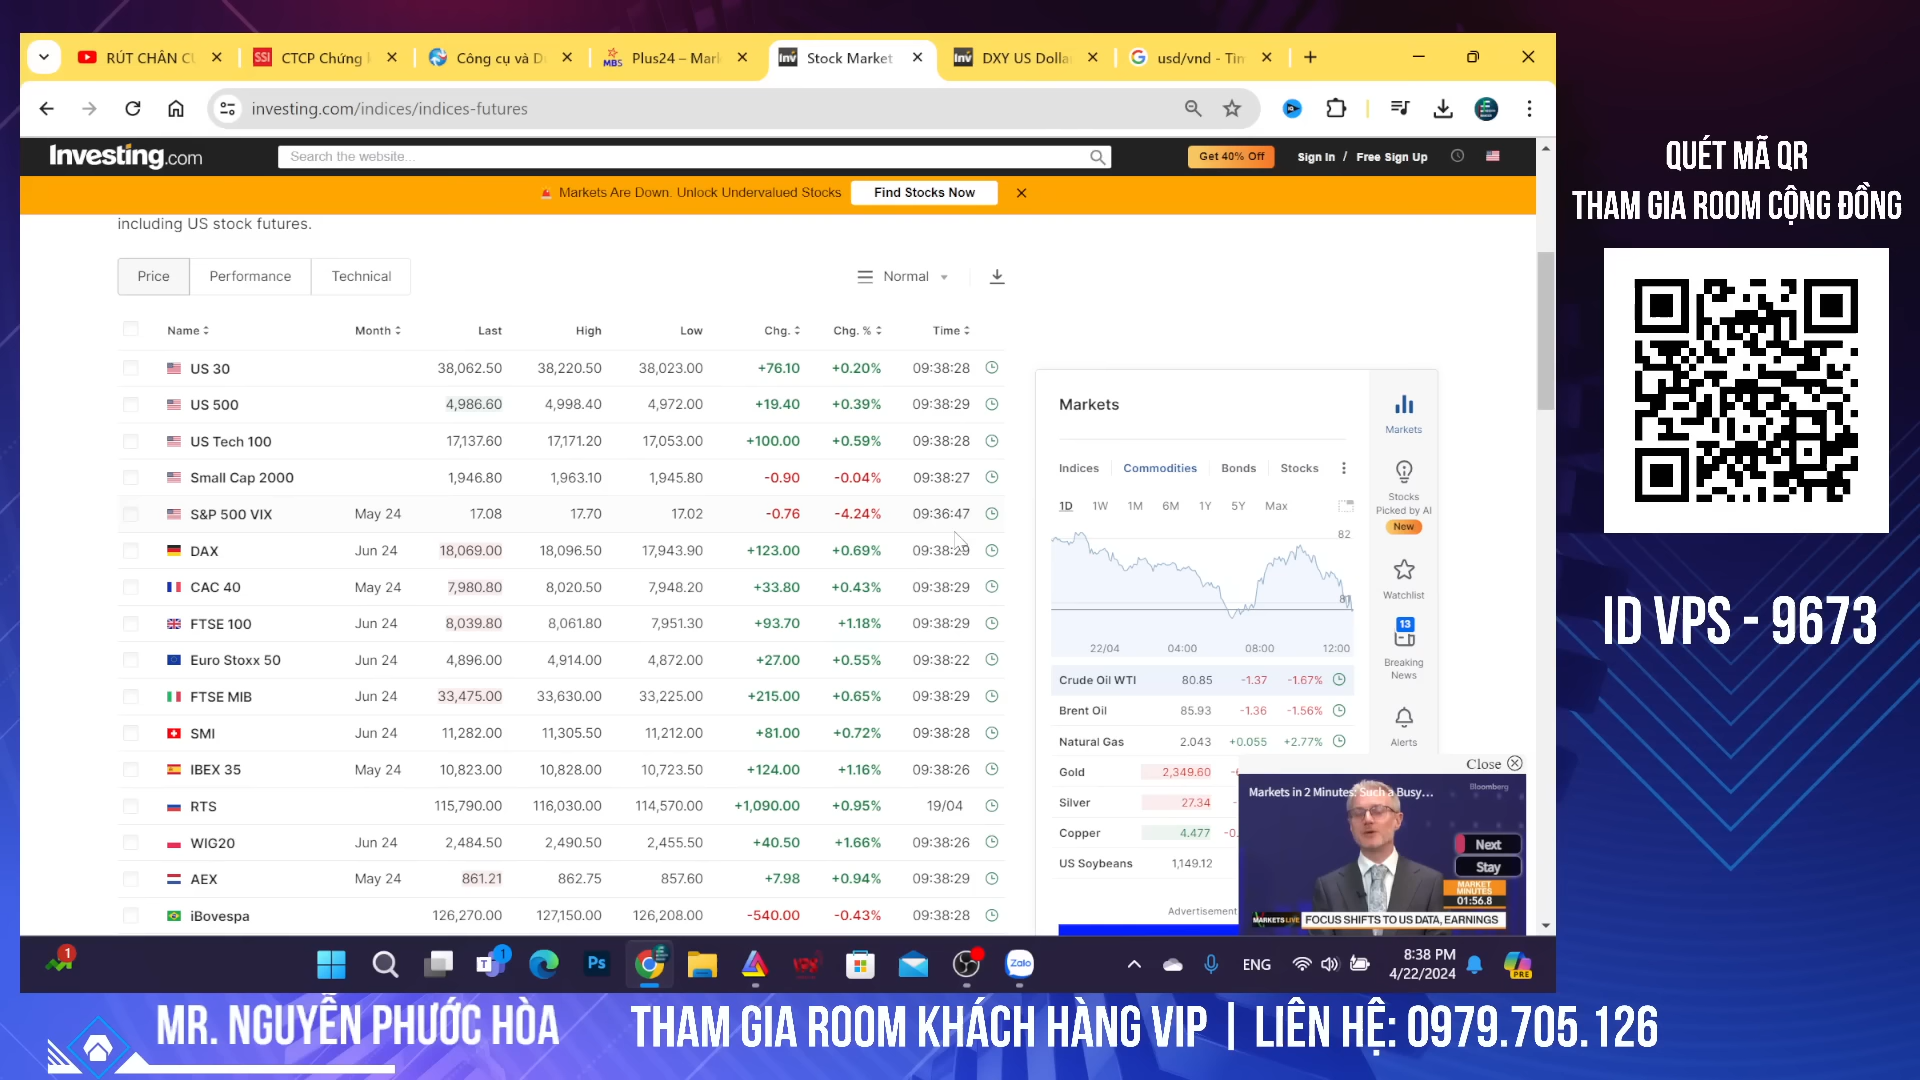 RÚT CHÂN C
SSI CTCP Chứng
Công cụ và D
MBS Plus24 – Mar
Inv Stock Market
Inv DXY US Dolla
usd/vnd - Tìn
investing.com/indices/indices-futures
Investing.com
Search the website...
Get 40% Off
Sign In / Free Sign Up
Markets Are Down. Unlock Undervalued Stocks
Find Stocks Now
including US stock futures.
Price Performance Technical
Normal
Name Month Last High Low Chg. Chg. % Time
US 30 38,062.50 38,220.50 38,023.00 +76.10 +0.20% 09:38:28
US 500 4,986.60 4,998.40 4,972.00 +19.40 +0.39% 09:38:29
US Tech 100 17,137.60 17,171.20 17,053.00 +100.00 +0.59% 09:38:28
Small Cap 2000 1,946.80 1,963.10 1,945.80 -0.90 -0.04% 09:38:27
S&P 500 VIX May 24 17.08 17.70 17.02 -0.76 -4.24% 09:36:47
DAX Jun 24 18,069.00 18,096.50 17,943.90 +123.00 +0.69% 09:38:29
CAC 40 May 24 7,980.80 8,020.50 7,948.20 +33.80 +0.43% 09:38:29
FTSE 100 Jun 24 8,039.80 8,061.80 7,951.30 +93.70 +1.18% 09:38:29
Euro Stoxx 50 Jun 24 4,896.00 4,914.00 4,872.00 +27.00 +0.55% 09:38:22
FTSE MIB Jun 24 33,475.00 33,630.00 33,225.00 +215.00 +0.65% 09:38:29
SMI Jun 24 11,282.00 11,305.50 11,212.00 +81.00 +0.72% 09:38:28
IBEX 35 May 24 10,823.00 10,828.00 10,723.50 +124.00 +1.16% 09:38:26
RTS 115,790.00 116,030.00 114,570.00 +1,090.00 +0.95% 19/04
WIG20 Jun 24 2,484.50 2,490.50 2,455.50 +40.50 +1.66% 09:38:26
AEX May 24 861.21 862.75 857.60 +7.98 +0.94% 09:38:29
iBovespa 126,270.00 127,150.00 126,208.00 -540.00 -0.43% 09:38:28
Markets
Indices Commodities Bonds Stocks
1D 1W 1M 6M 1Y 5Y Max
82
81
22/04 04:00 08:00 12:00
Crude Oil WTI 80.85 -1.37 -1.67%
Brent Oil 85.93 -1.36 -1.56%
Natural Gas 2.043 +0.055 +2.77%
Gold 2,349.60
Silver 27.34
Copper 4.477 -0.
US Soybeans 1,149.12
Advertisement
Markets
Stocks
Picked by AI
New
Watchlist
13
Breaking
News
Alerts
Close
Markets in 2 Minutes: Such a Busy...
Bloomberg
Next
Stay
MARKET
MINUTES
01:56.8
MARKETS LIVE FOCUS SHIFTS TO US DATA, EARNINGS
1
T 1
Ps
Zalo
ENG
8:38 PM
4/22/2024
PRE
QUÉT MÃ QR
THAM GIA ROOM CỘNG ĐỒNG
ID VPS - 9673
MR. NGUYỄN PHƯỚC HÒA
THAM GIA ROOM KHÁCH HÀNG VIP | LIÊN HỆ: 0979.705.126